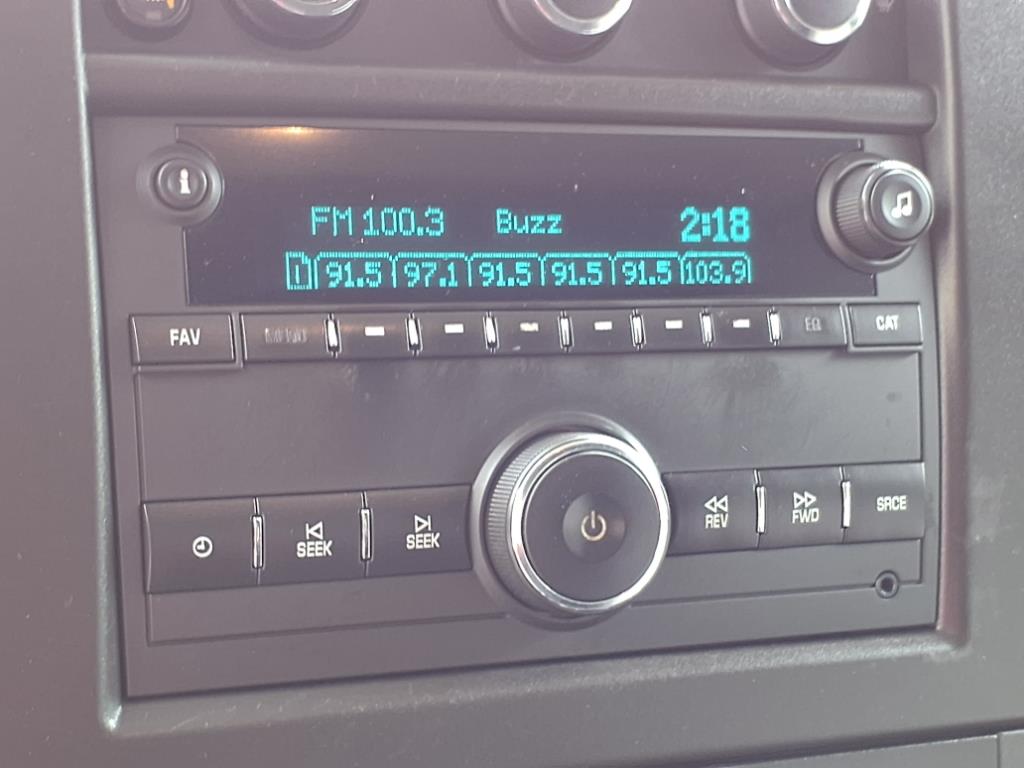 i
FM 100.3 Buzz 2:18
1 91.5 97.1 91.5 91.5 91.5 103.9
FAV MENU EQ CAT
SEEK SEEK REV FWD SRCE